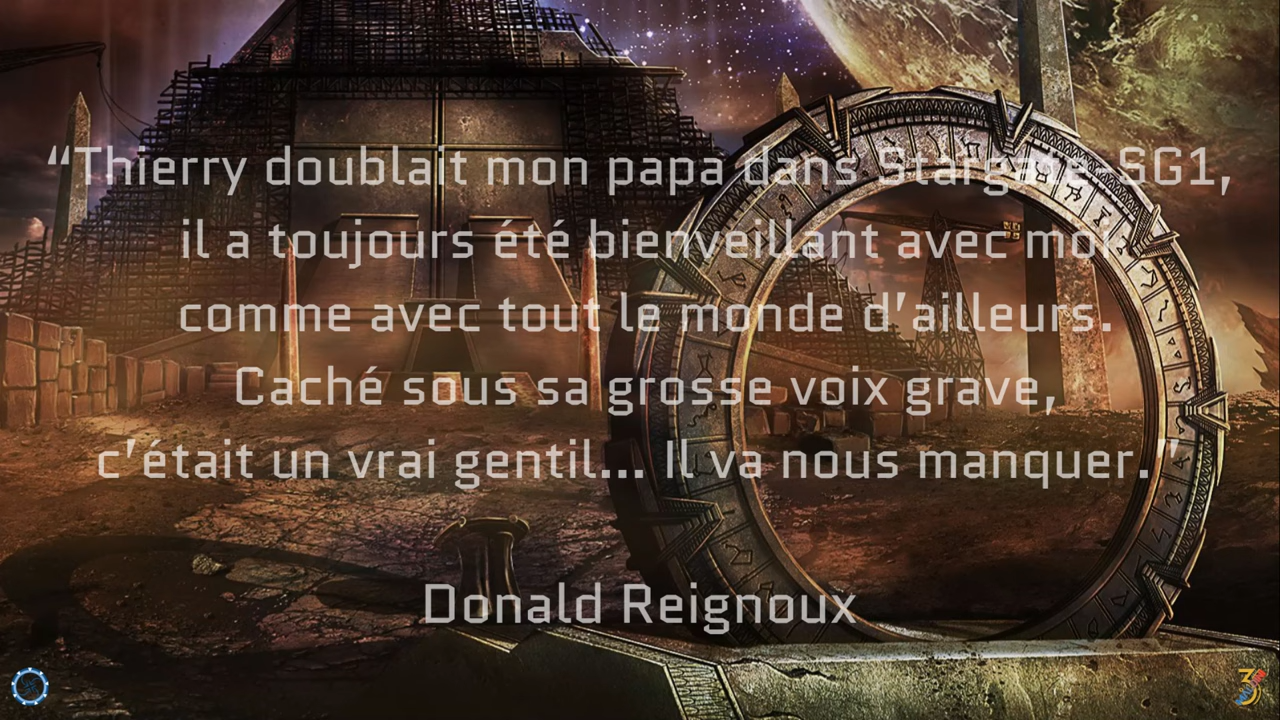 “Thierry doublait mon papa dans Stargate SG1,
il a toujours été bienveillant avec moi
comme avec tout le monde d’ailleurs.
Caché sous sa grosse voix grave,
c’était un vrai gentil... Il va nous manquer.”
Donald Reignoux
3